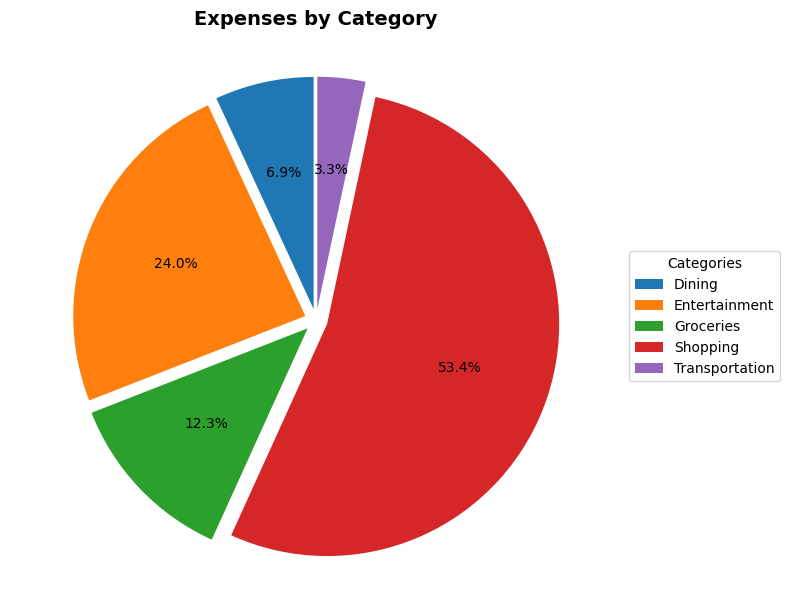 Expenses by Category
6.9%
3.3%
24.0%
53.4%
12.3%
Categories
Dining
Entertainment
Groceries
Shopping
Transportation